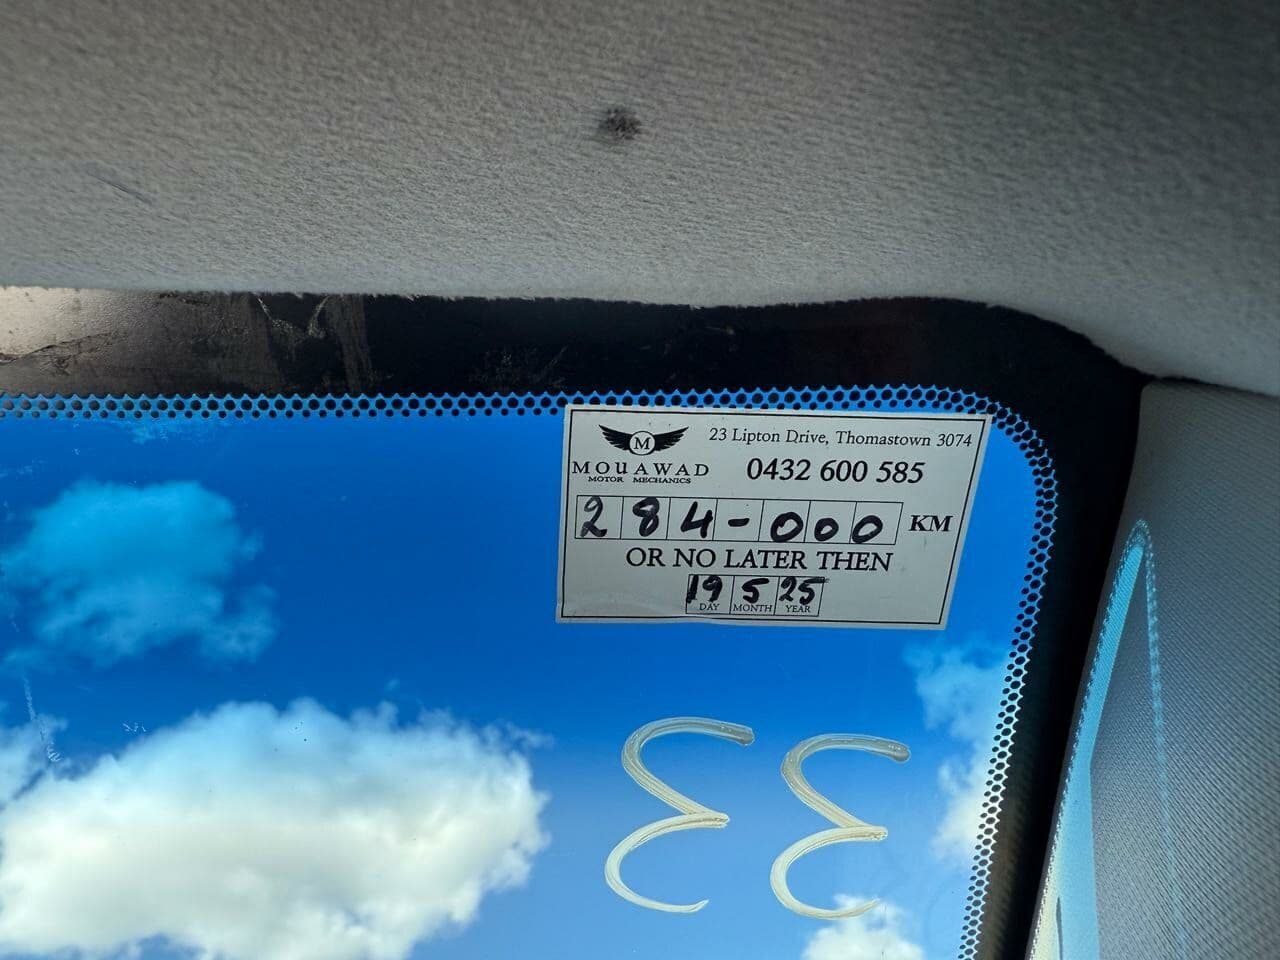 M
23 Lipton Drive, Thomastown 3074
MOUAWAD
MOTOR MECHANICS
0432 600 585
284-000 KM
OR NO LATER THEN
19 5 25
DAY MONTH YEAR
33